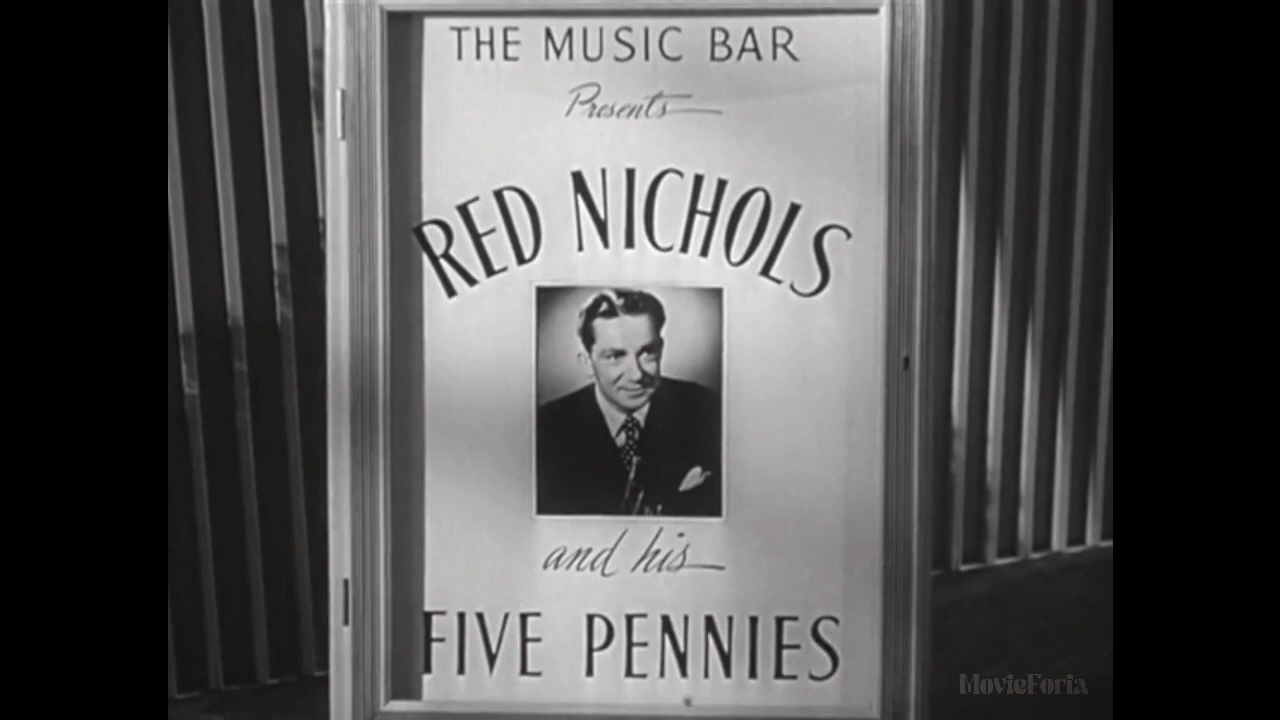 THE MUSIC BAR
Presents
RED NICHOLS
and his
FIVE PENNIES
MovieForia